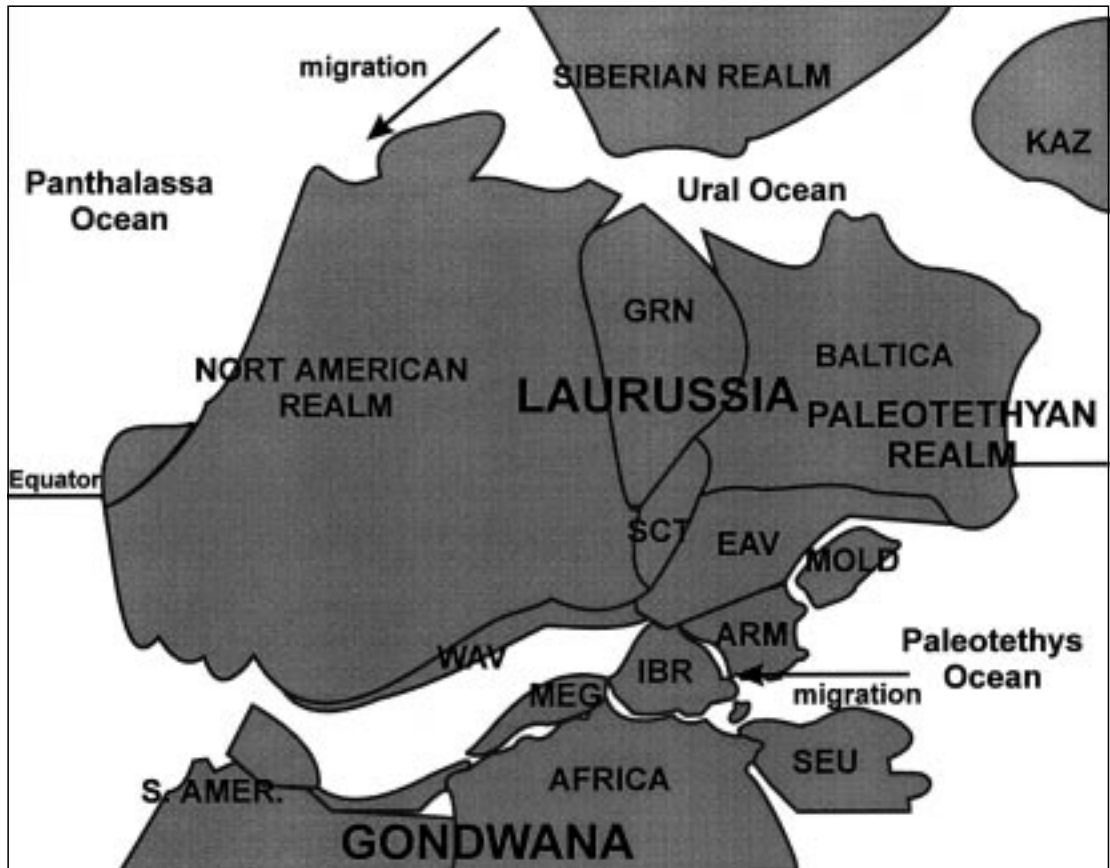 migration
SIBERIAN REALM
KAZ
Panthalassa
Ocean
Ural Ocean
GRN
NORT AMERICAN
REALM
LAURUSSIA
BALTICA
PALEOTETHYAN
REALM
Equator
SCT
EAV
MOLD
ARM
WAV
IBR
MEG
Paleotethys
Ocean
migration
SEU
S. AMER.
AFRICA
GONDWANA